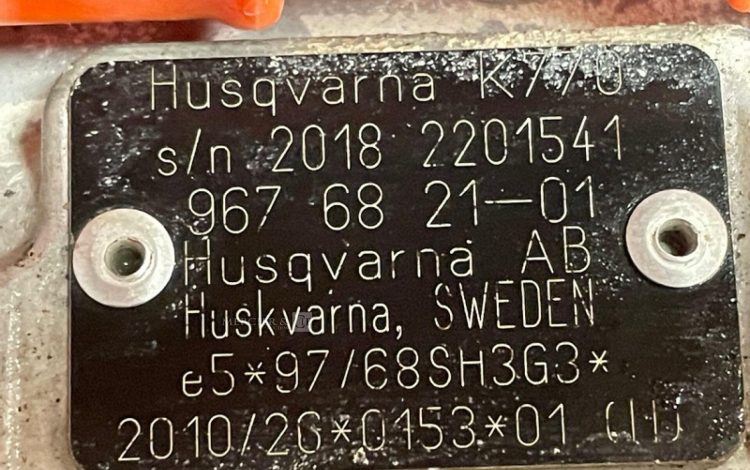 Husqvarna K770
s/n 2018 2201541
967 68 21-01
Husqvarna AB
Huskvarna, SWEDEN
e5*97/68SH3G3*
2010/26*0153*01 (II)